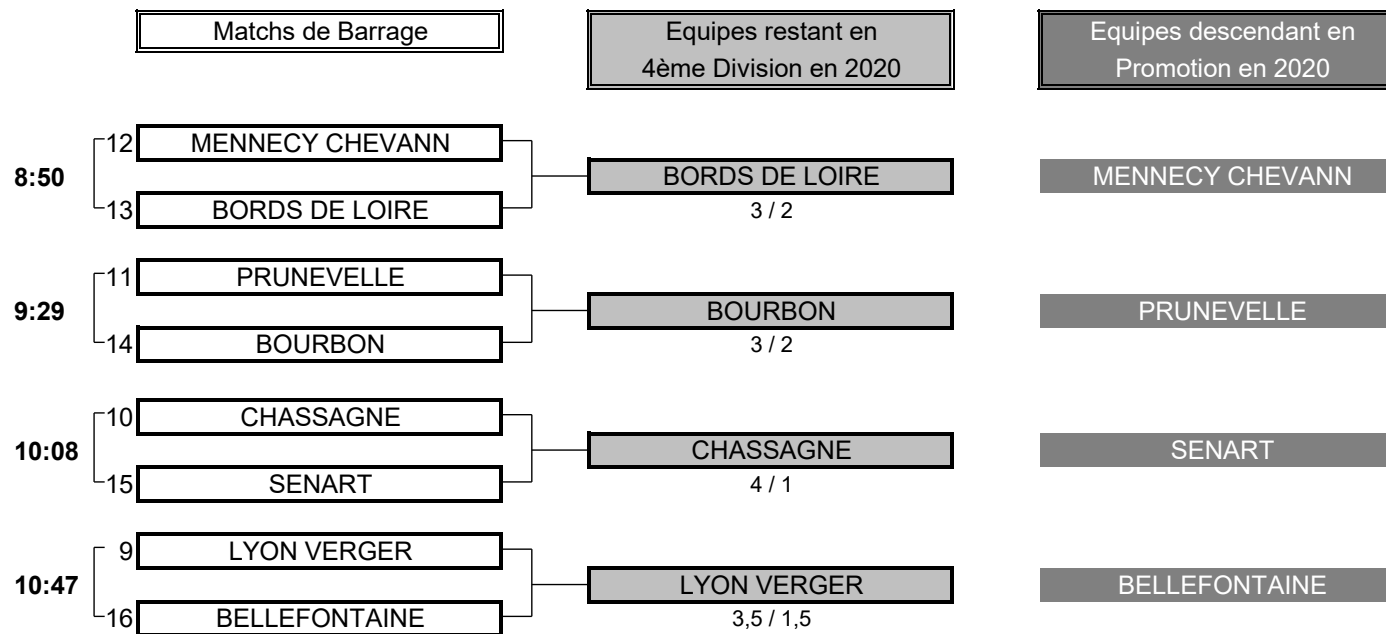 Matchs de Barrage
Equipes restant en
4ème Division en 2020
Equipes descendant en
Promotion en 2020
12 MENNECY CHEVANN
8:50 BORDS DE LOIRE MENNECY CHEVANN
13 BORDS DE LOIRE 3 / 2
11 PRUNEVELLE
9:29 BOURBON PRUNEVELLE
14 BOURBON 3 / 2
10 CHASSAGNE
10:08 CHASSAGNE SENART
15 SENART 4 / 1
9 LYON VERGER
10:47 LYON VERGER BELLEFONTAINE
16 BELLEFONTAINE 3,5 / 1,5